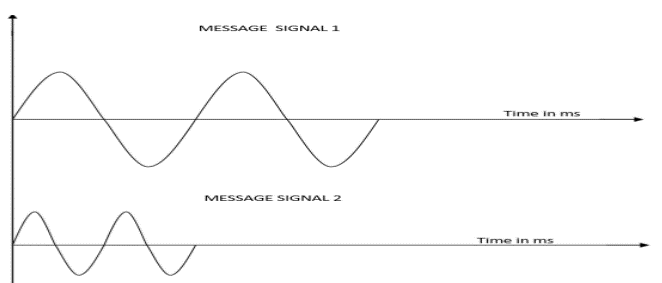 MESSAGE SIGNAL 1
Time in ms
MESSAGE SIGNAL 2
Time in ms